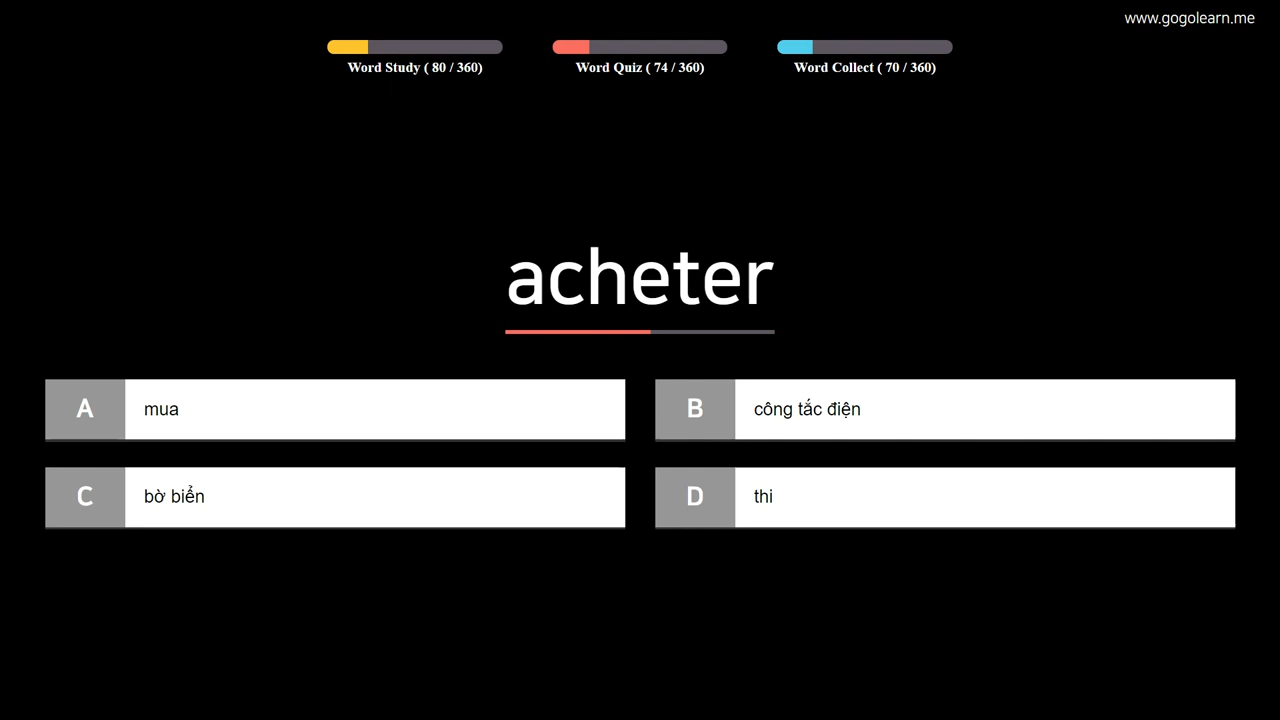 www.gogolearn.me
Word Study ( 80 / 360)
Word Quiz ( 74 / 360)
Word Collect ( 70 / 360)
acheter
A mua
B công tắc điện
C bờ biển
D thi